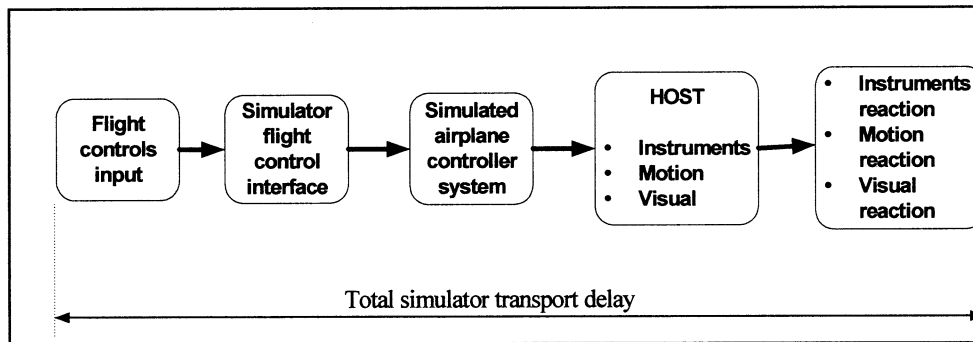 Flight
controls
input
Simulator
flight
control
interface
Simulated
airplane
controller
system
HOST
• Instruments
• Motion
• Visual
• Instruments
reaction
• Motion
reaction
• Visual
reaction
Total simulator transport delay